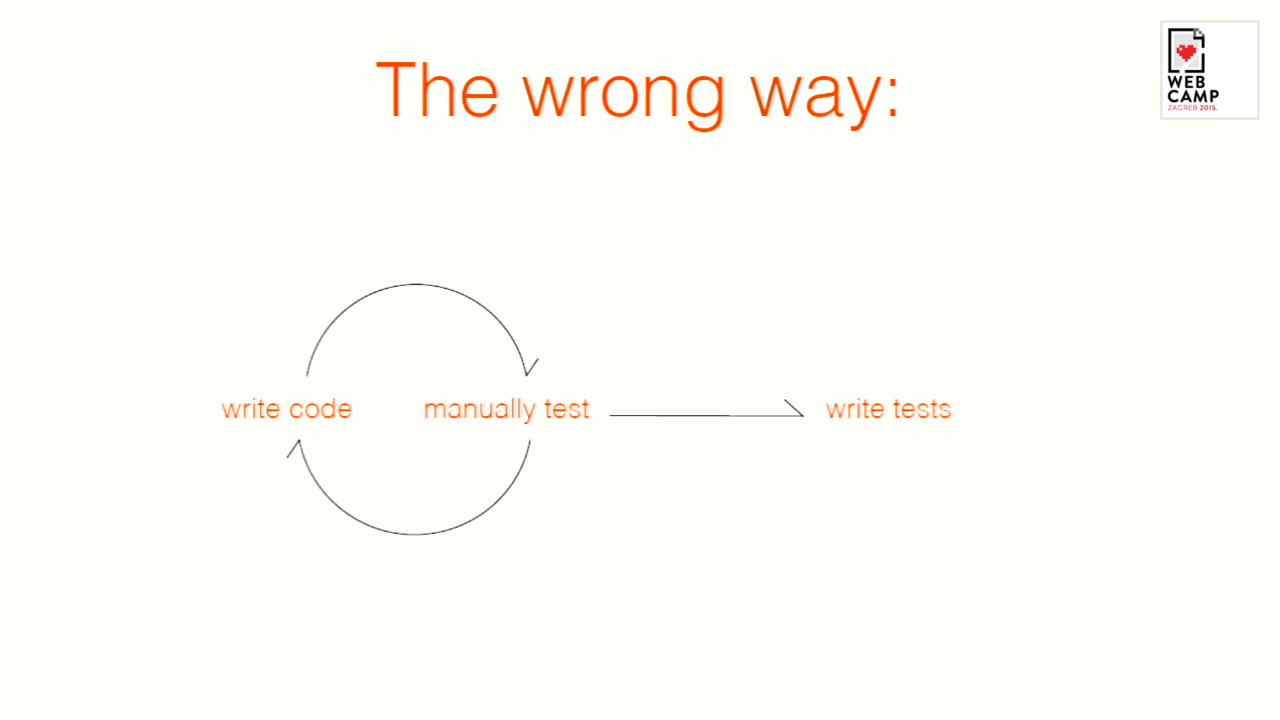 The wrong way:
WEB
CAMP
ZAGREB 2015.
write code
manually test
write tests